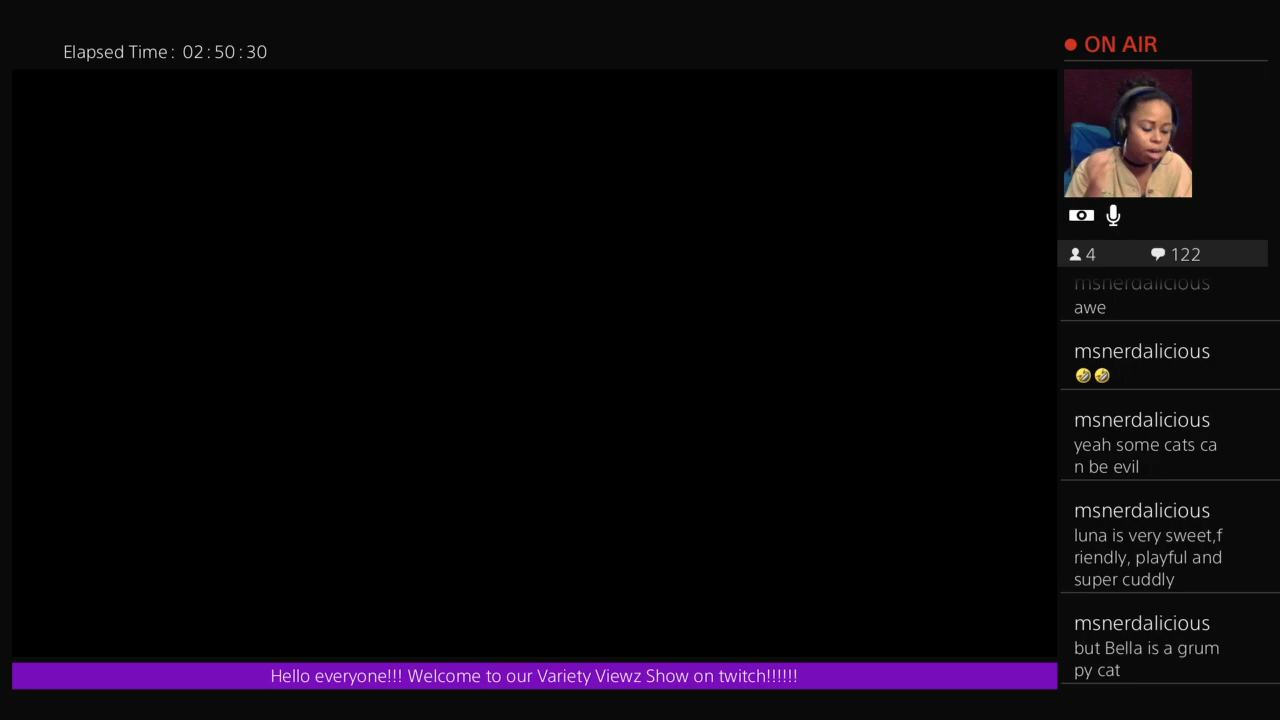 Elapsed Time: 02:50:30
ON AIR
4
122
msnerdalicious
awe
msnerdalicious
🤣🤣
msnerdalicious
yeah some cats ca
n be evil
msnerdalicious
luna is very sweet,f
riendly, playful and
super cuddly
msnerdalicious
but Bella is a grum
py cat
Hello everyone!!! Welcome to our Variety Viewz Show on twitch!!!!!!